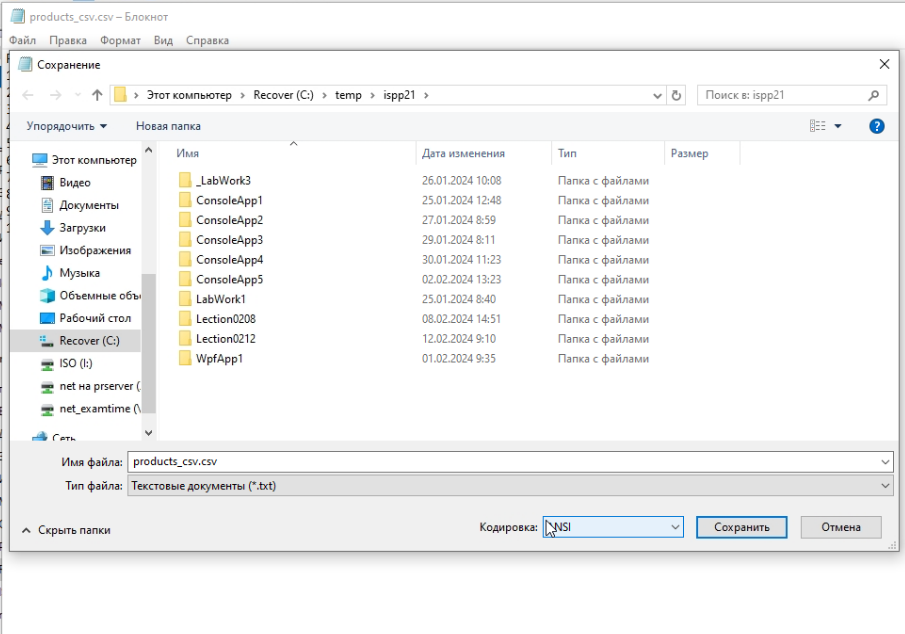 products_csv.csv – Блокнот
Файл Правка Формат Вид Справка
Сохранение
Этот компьютер > Recover (C:) > temp > ispp21 >
Поиск в: ispp21
Упорядочить Новая папка
Имя Дата изменения Тип Размер
Этот компьютер
Видео
Документы
Загрузки
Изображения
Музыка
Объемные объ
Рабочий стол
Recover (C:)
ISO (I:)
net на prserver (
net_examtime (\
Сеть
_LabWork3 26.01.2024 10:08 Папка с файлами
ConsoleApp1 25.01.2024 12:48 Папка с файлами
ConsoleApp2 27.01.2024 8:59 Папка с файлами
ConsoleApp3 29.01.2024 8:11 Папка с файлами
ConsoleApp4 30.01.2024 11:23 Папка с файлами
ConsoleApp5 02.02.2024 13:23 Папка с файлами
LabWork1 25.01.2024 8:40 Папка с файлами
Lection0208 08.02.2024 14:51 Папка с файлами
Lection0212 12.02.2024 9:10 Папка с файлами
WpfApp1 01.02.2024 9:35 Папка с файлами
Имя файла: products_csv.csv
Тип файла: Текстовые документы (*.txt)
Скрыть папки
Кодировка: ANSI
Сохранить
Отмена